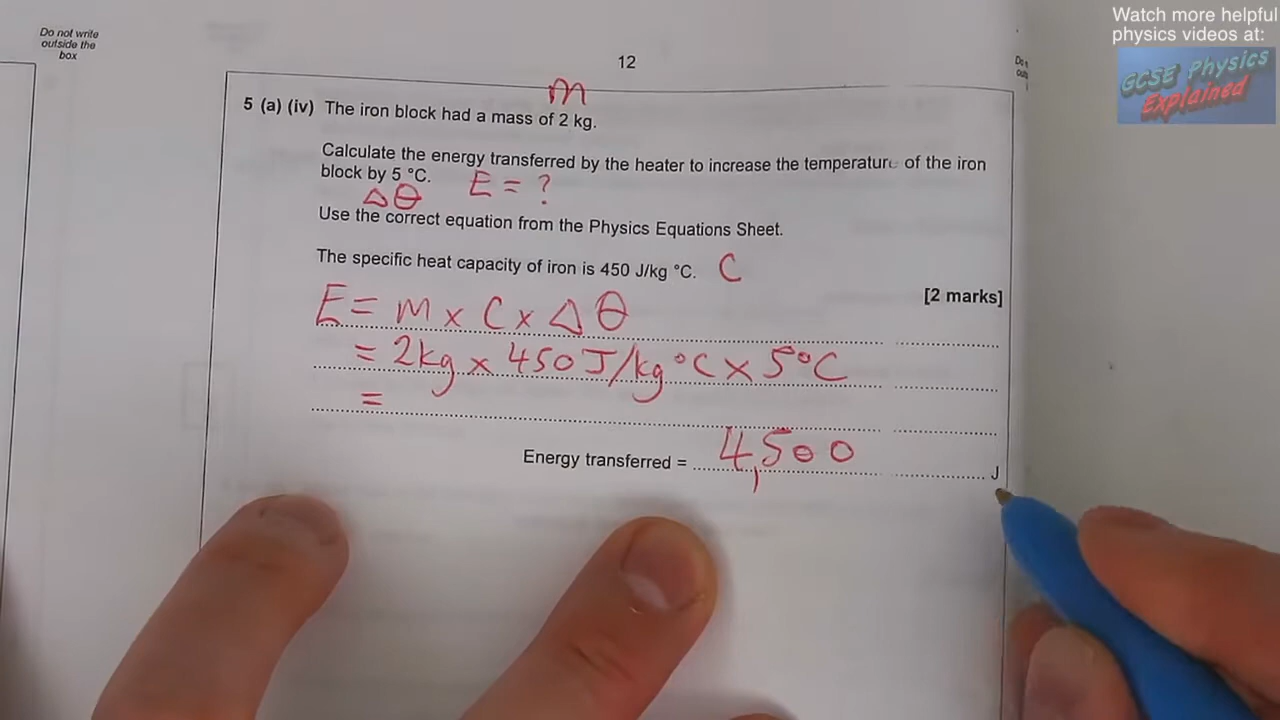 Watch more helpful
physics videos at:
GCSE Physics
Explained
Do not write
outside the
box
12
m
5 (a) (iv) The iron block had a mass of 2 kg.
Calculate the energy transferred by the heater to increase the temperature of the iron
block by 5 °C. E = ?
Δθ
Use the correct equation from the Physics Equations Sheet.
The specific heat capacity of iron is 450 J/kg °C. C
[2 marks]
E = m x C x Δθ
= 2kg x 450J/kg°C x 5°C
=
Energy transferred = 4,500 J